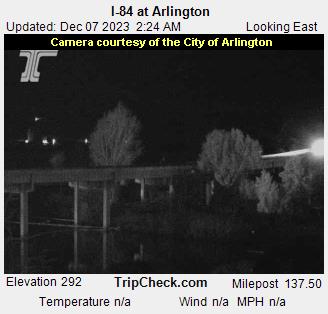 I-84 at Arlington
Updated: Dec 07 2023 2:24 AM Looking East
Camera courtesy of the City of Arlington
Elevation 292 TripCheck.com Milepost 137.50
Temperature n/a Wind n/a MPH n/a